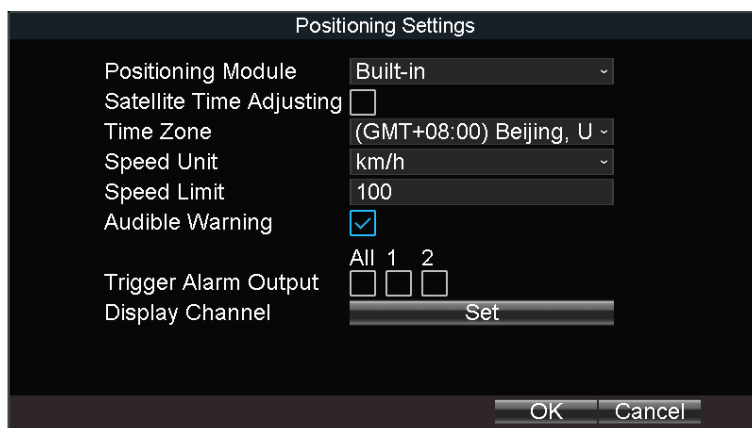 Positioning Settings
Positioning Module Built-in
Satellite Time Adjusting
Time Zone (GMT+08:00) Beijing, U
Speed Unit km/h
Speed Limit 100
Audible Warning
All 1 2
Trigger Alarm Output
Display Channel Set
OK Cancel